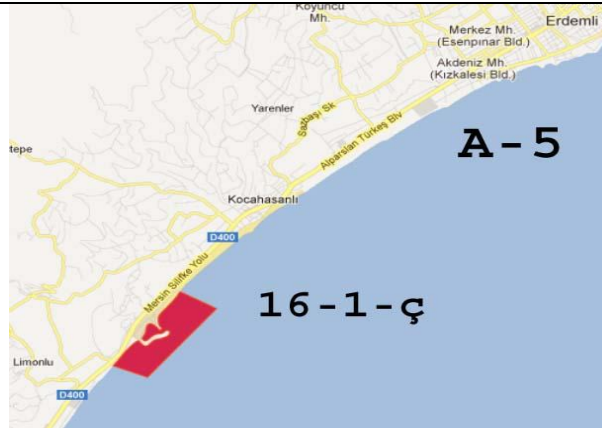 Koyuncu
Mh.
Erdemli
Merkez Mh.
(Esenpınar Bld.)
Akdeniz Mh.
(Kızkalesi Bld.)
Yarenler
Sazbaşı Sk
Alparslan Türkeş Blv
A-5
tepe
Kocahasanlı
D400
Mersin Silifke Yolu
16-1-ç
Limonlu
D400